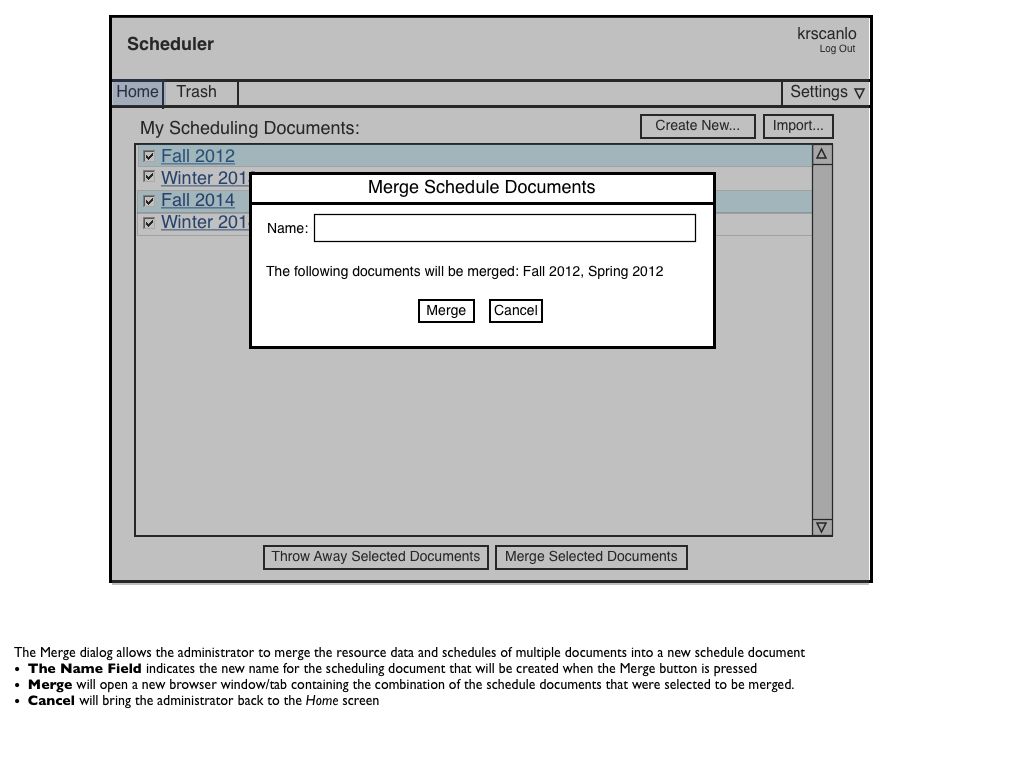 Scheduler
krscanlo
Log Out
Home
Trash
Settings
My Scheduling Documents:
Create New...
Import...
Fall 2012
Winter 201
Fall 2014
Winter 201
Merge Schedule Documents
Name:
The following documents will be merged: Fall 2012, Spring 2012
Merge
Cancel
Throw Away Selected Documents
Merge Selected Documents
The Merge dialog allows the administrator to merge the resource data and schedules of multiple documents into a new schedule document
• The Name Field indicates the new name for the scheduling document that will be created when the Merge button is pressed
• Merge will open a new browser window/tab containing the combination of the schedule documents that were selected to be merged.
• Cancel will bring the administrator back to the Home screen